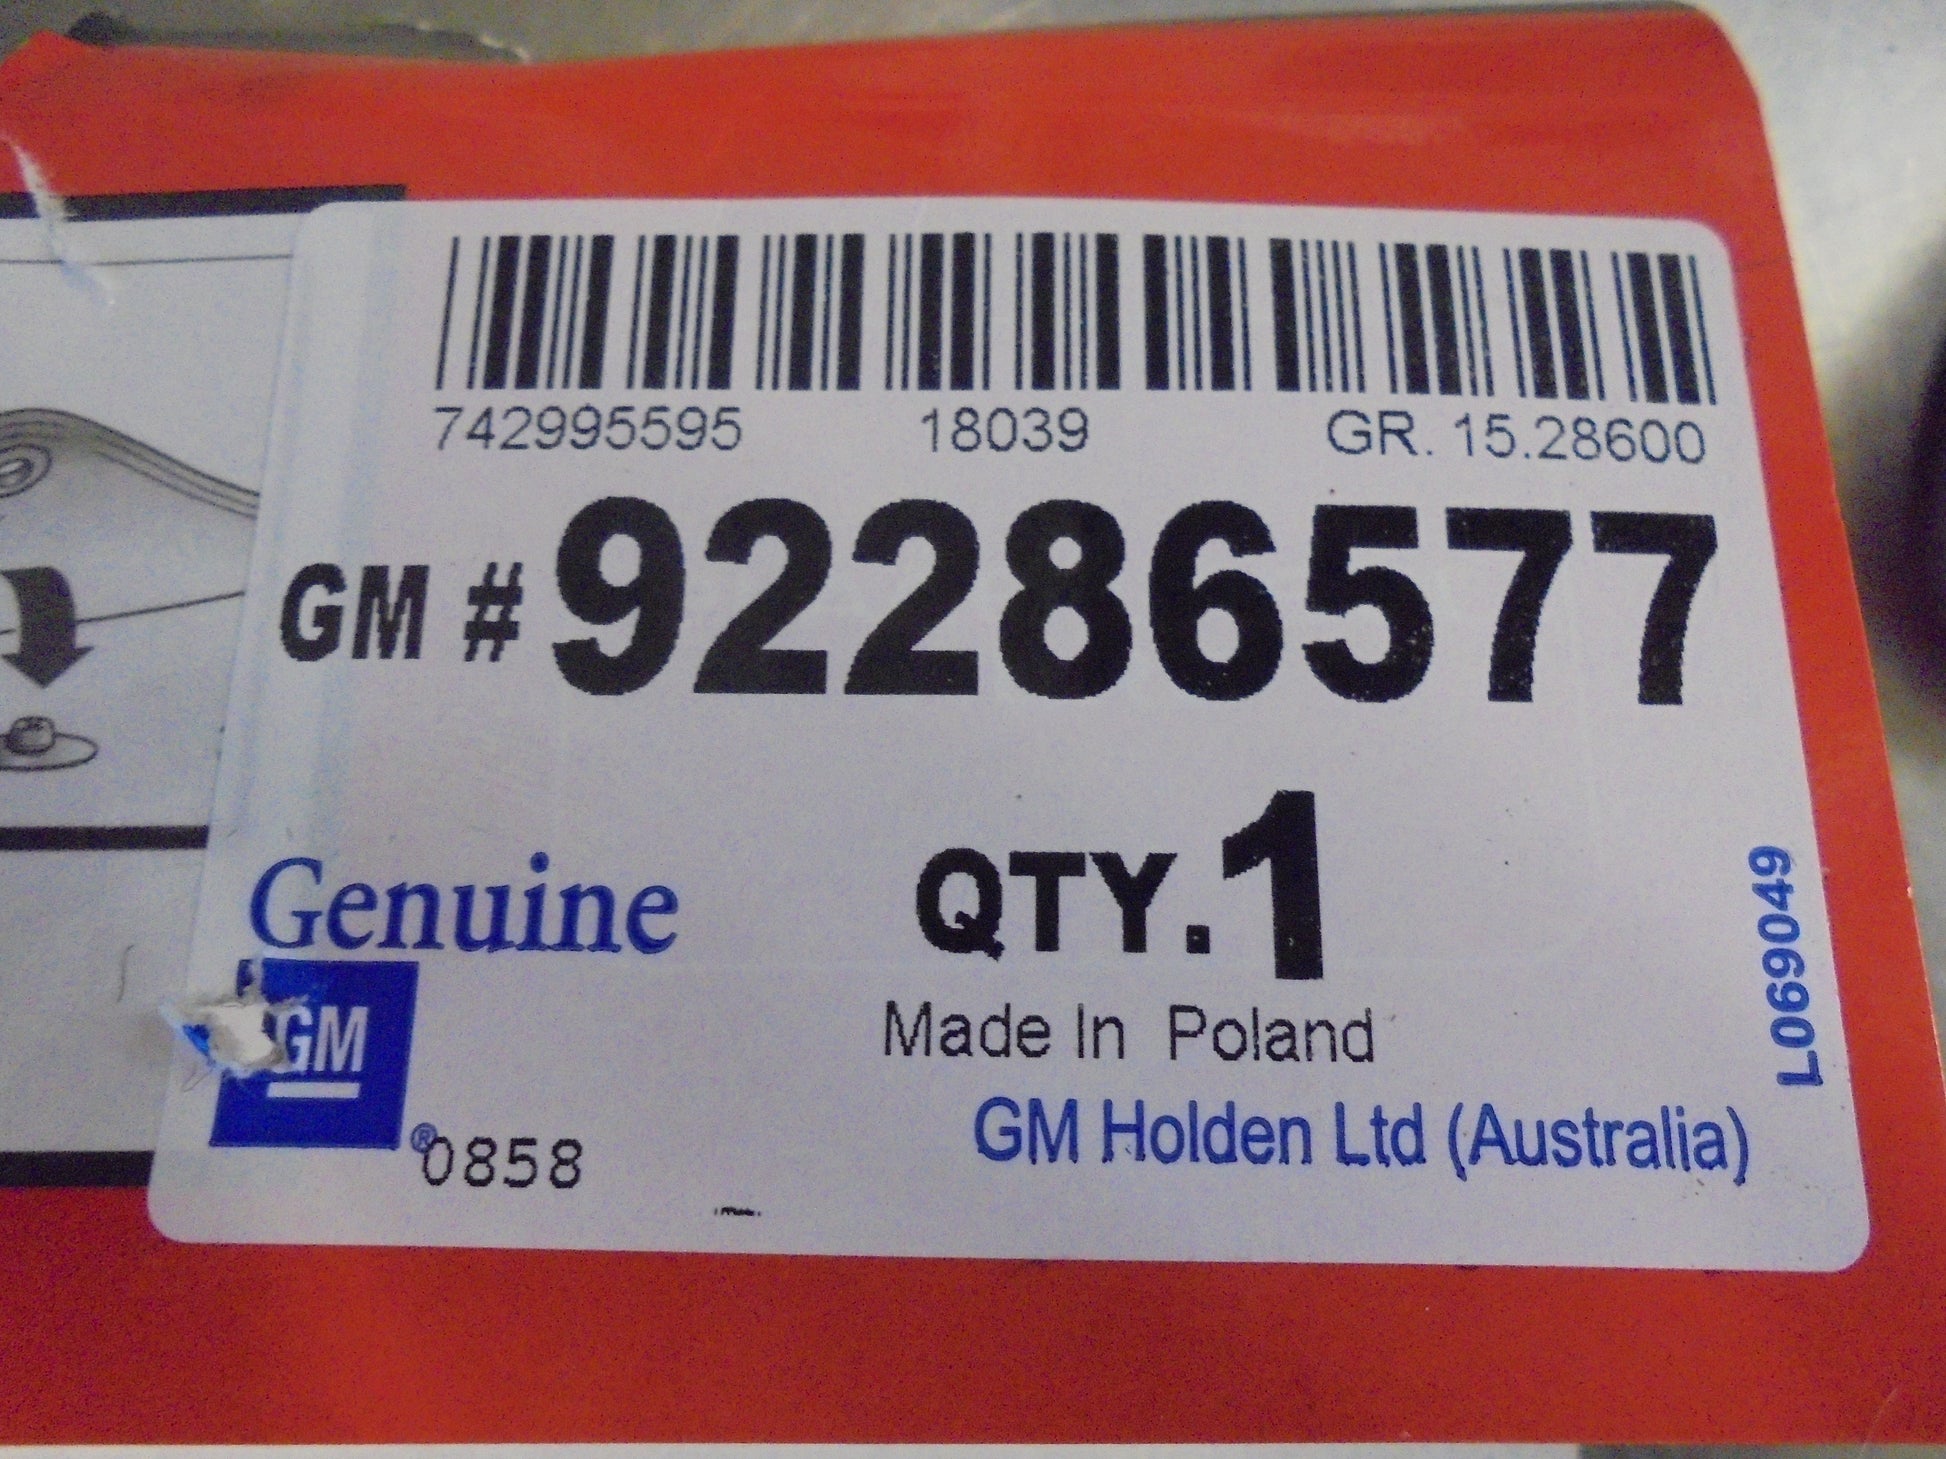 742995595 18039 GR. 15.28600
GM # 92286577
Genuine
QTY. 1
GM
Made In Poland
L069049
GM Holden Ltd (Australia)
®
0858